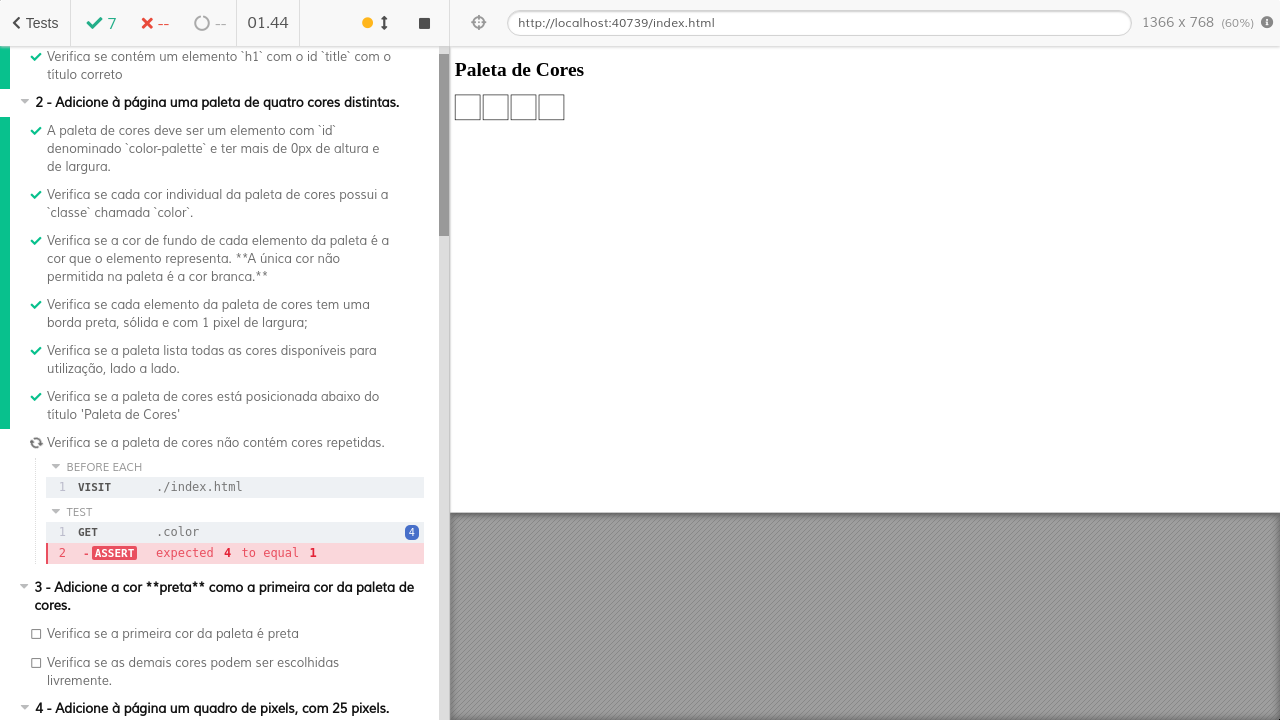 Tests
7
--
--
01.44
http://localhost:40739/index.html
1366 x 768 (60%)
Verifica se contém um elemento `h1` com o id `title` com o
título correto
2 - Adicione à página uma paleta de quatro cores distintas.
A paleta de cores deve ser um elemento com `id`
denominado `color-palette` e ter mais de 0px de altura e
de largura.
Verifica se cada cor individual da paleta de cores possui a
`classe` chamada `color`.
Verifica se a cor de fundo de cada elemento da paleta é a
cor que o elemento representa. **A única cor não
permitida na paleta é a cor branca.**
Verifica se cada elemento da paleta de cores tem uma
borda preta, sólida e com 1 pixel de largura;
Verifica se a paleta lista todas as cores disponíveis para
utilização, lado a lado.
Verifica se a paleta de cores está posicionada abaixo do
título 'Paleta de Cores'
Verifica se a paleta de cores não contém cores repetidas.
BEFORE EACH
1 VISIT ./index.html
TEST
1 GET .color 4
2 -ASSERT expected 4 to equal 1
3 - Adicione a cor **preta** como a primeira cor da paleta de
cores.
Verifica se a primeira cor da paleta é preta
Verifica se as demais cores podem ser escolhidas
livremente.
4 - Adicione à página um quadro de pixels, com 25 pixels.
Paleta de Cores